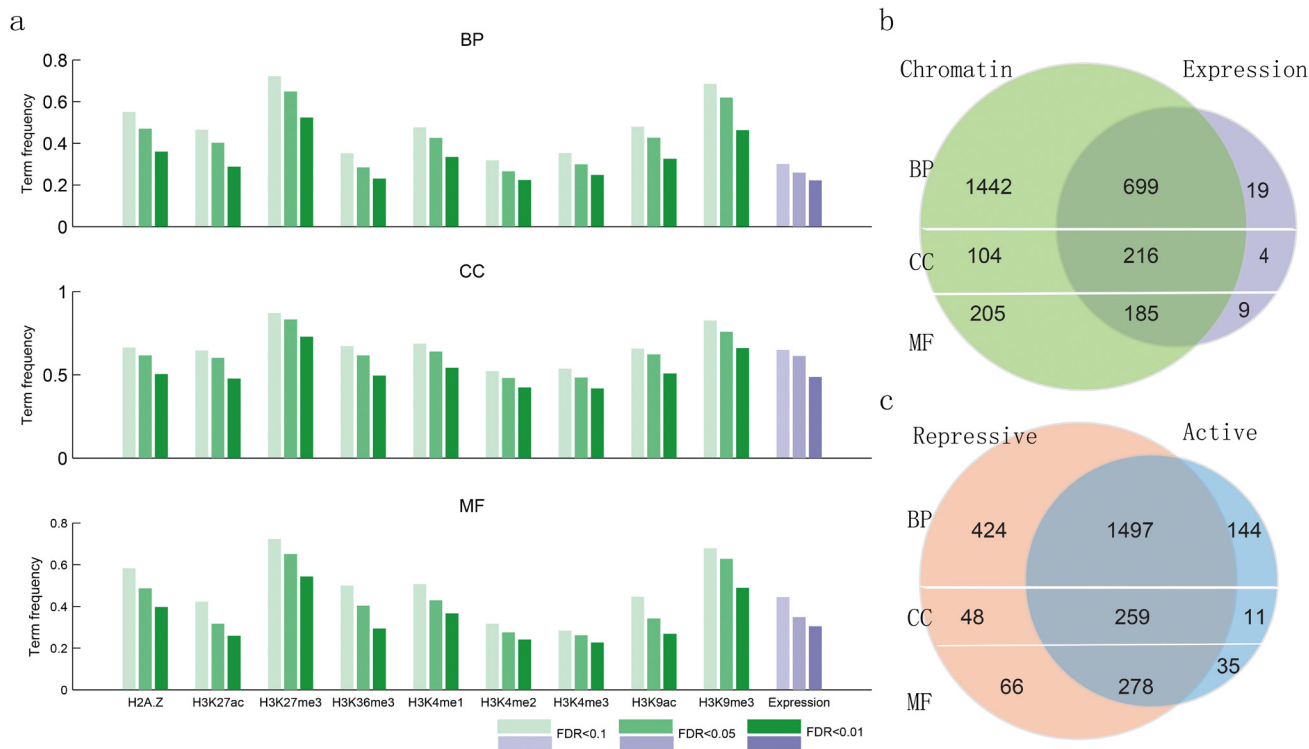 a
BP
Term frequency
0.8
0.6
0.4
0.2
0
CC
Term frequency
1
0.5
0
MF
Term frequency
0.8
0.6
0.4
0.2
0
H2A.Z H3K27ac H3K27me3 H3K36me3 H3K4me1 H3K4me2 H3K4me3 H3K9ac H3K9me3 Expression
FDR<0.1 FDR<0.05 FDR<0.01
b
Chromatin Expression
BP 1442 699 19
CC 104 216 4
MF 205 185 9
c
Repressive Active
BP 424 1497 144
CC 48 259 11
MF 66 278 35